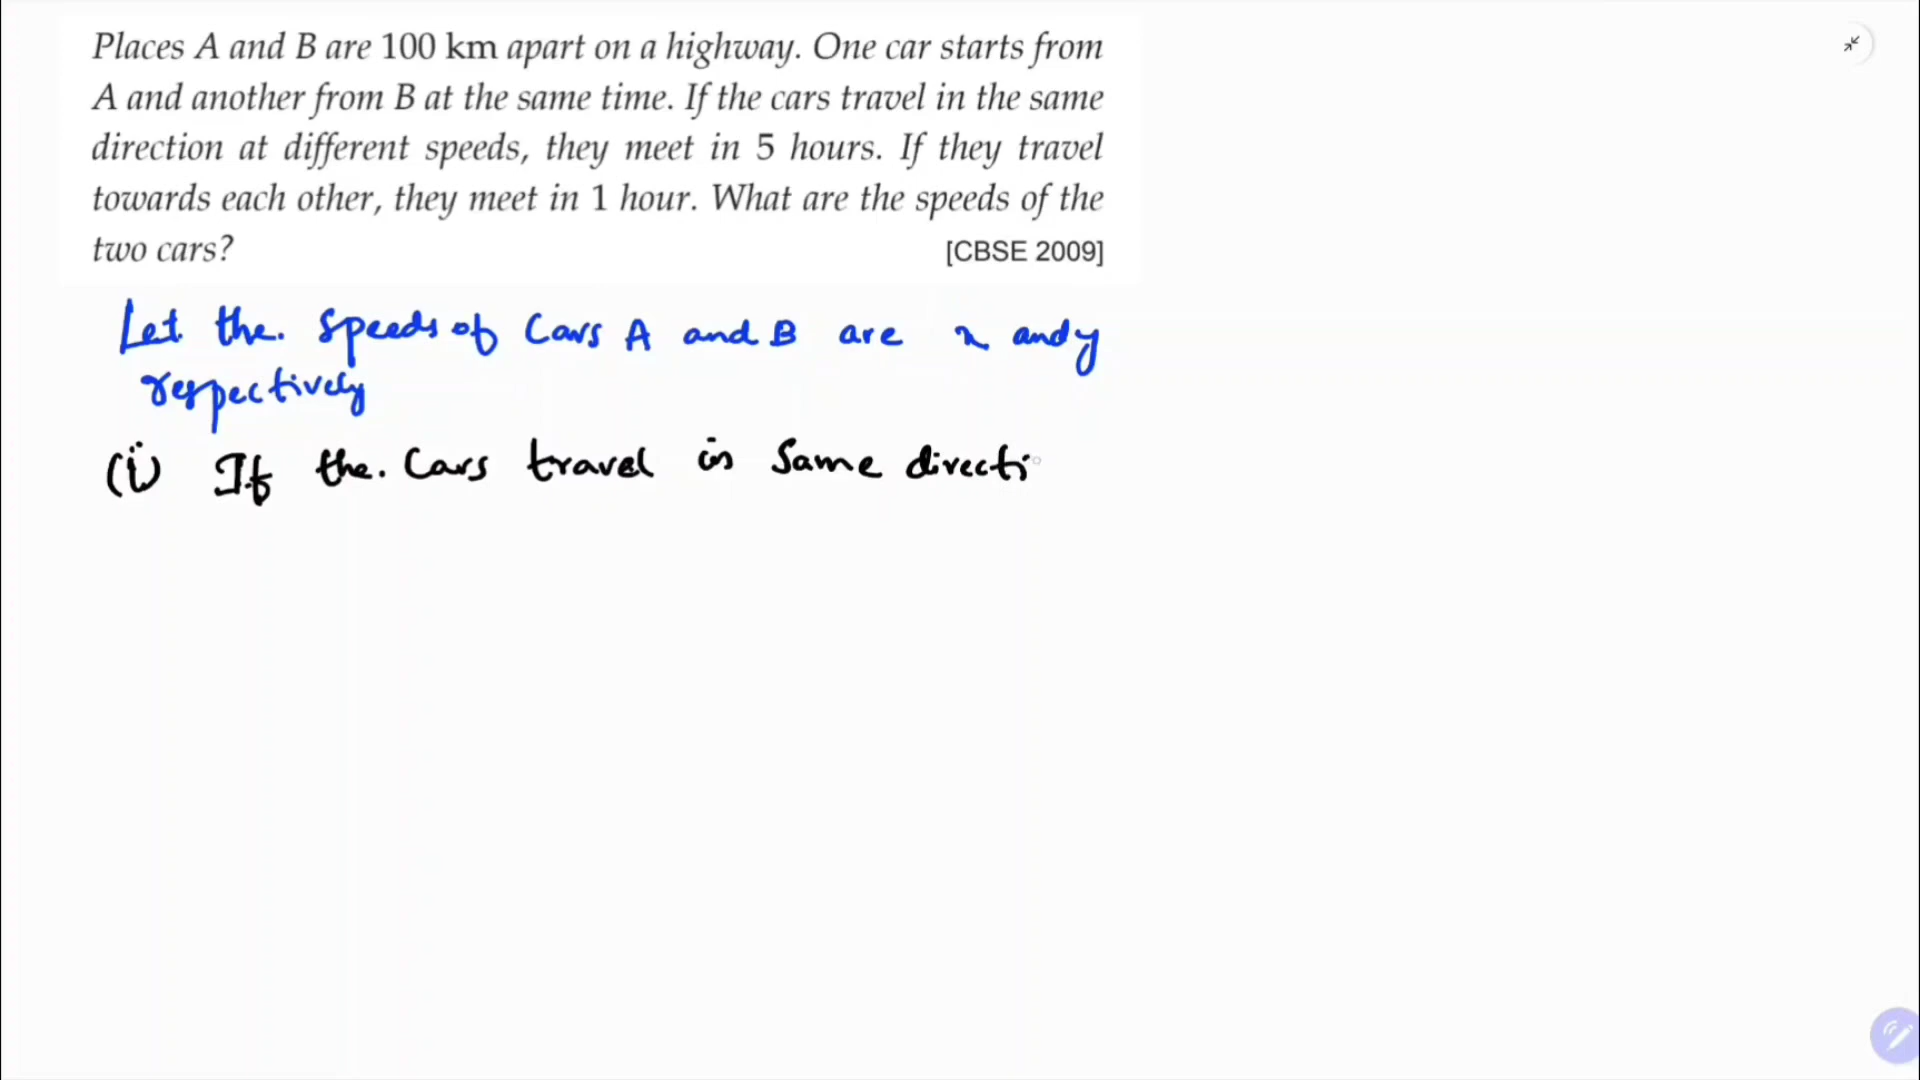 Places A and B are 100 km apart on a highway. One car starts from
A and another from B at the same time. If the cars travel in the same
direction at different speeds, they meet in 5 hours. If they travel
towards each other, they meet in 1 hour. What are the speeds of the
two cars? [CBSE 2009]
Let the. speeds of Cars A and B are x and y
respectively
(i) If the. Cars travel in Same directi